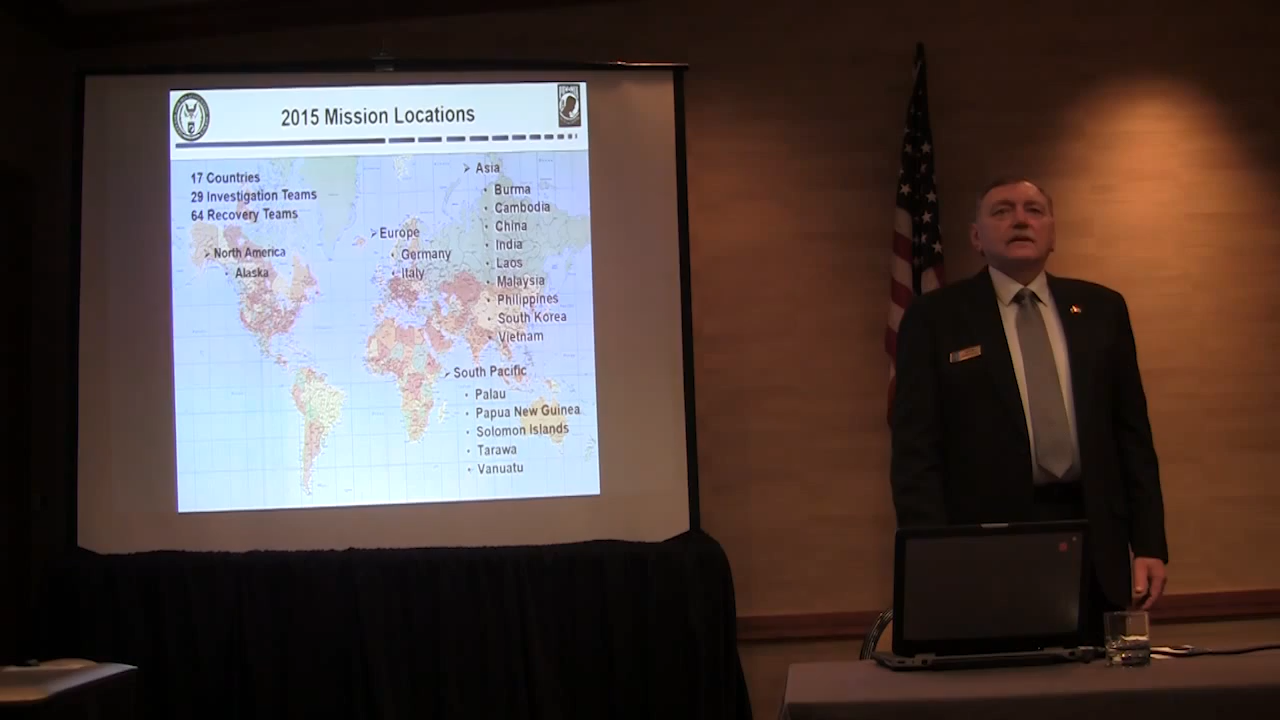 2015 Mission Locations
17 Countries
29 Investigation Teams
64 Recovery Teams
North America
Alaska
Europe
Germany
Italy
Asia
Burma
Cambodia
China
India
Laos
Malaysia
Philippines
South Korea
Vietnam
South Pacific
Palau
Papua New Guinea
Solomon Islands
Tarawa
Vanuatu